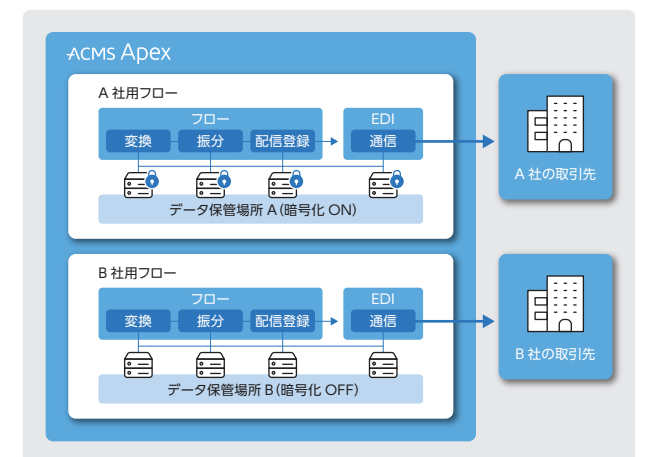 ACMS Apex
A 社用フロー
フロー
EDI
変換
振分
配信登録
通信
データ保管場所 A(暗号化 ON)
A 社の取引先
B 社用フロー
フロー
EDI
変換
振分
配信登録
通信
データ保管場所 B(暗号化 OFF)
B 社の取引先